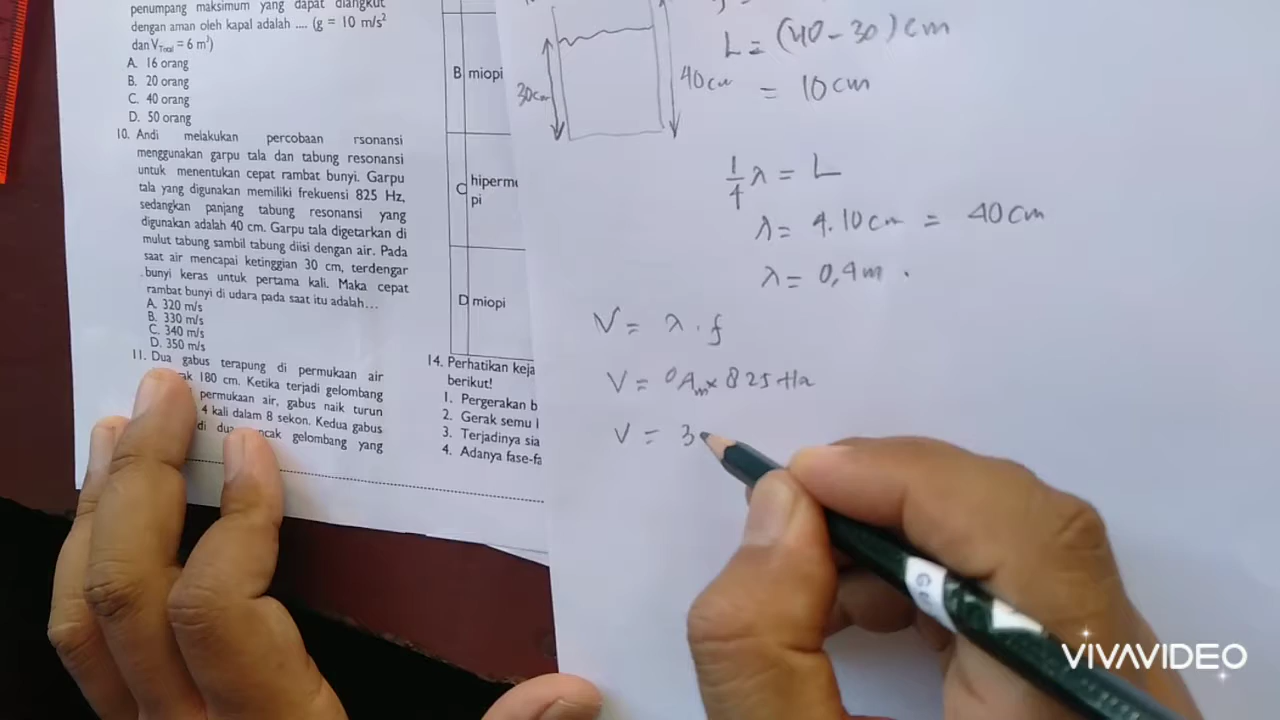 penumpang maksimum yang dapat diangkut
dengan aman oleh kapal adalah .... (g = 10 m/s²
dan V_Total = 6 m³)
A. 16 orang
B. 20 orang
C. 40 orang
D. 50 orang
10. Andi melakukan percobaan rsonansi
menggunakan garpu tala dan tabung resonansi
untuk menentukan cepat rambat bunyi. Garpu
tala yang digunakan memiliki frekuensi 825 Hz,
sedangkan panjang tabung resonansi yang
digunakan adalah 40 cm. Garpu tala digetarkan di
mulut tabung sambil tabung diisi dengan air. Pada
saat air mencapai ketinggian 30 cm, terdengar
bunyi keras untuk pertama kali. Maka cepat
rambat bunyi di udara pada saat itu adalah...
A. 320 m/s
B. 330 m/s
C. 340 m/s
D. 350 m/s
11. Dua gabus terapung di permukaan air
ak 180 cm. Ketika terjadi gelombang
permukaan air, gabus naik turun
4 kali dalam 8 sekon. Kedua gabus
di dua ncak gelombang yang
B miopi
C hiperm
pi
D miopi
14. Perhatikan keja
berikut!
1. Pergerakan b
2. Gerak semu
3. Terjadinya sia
4. Adanya fase-fa
30cm
40cm
L = (40 - 30) cm
= 10 cm
1/4 λ = L
λ = 4.10 cm = 40 cm
λ = 0,4 m .
V = λ . f
V = 0,4 m x 825 Hz
V = 3
VIVAVIDEO